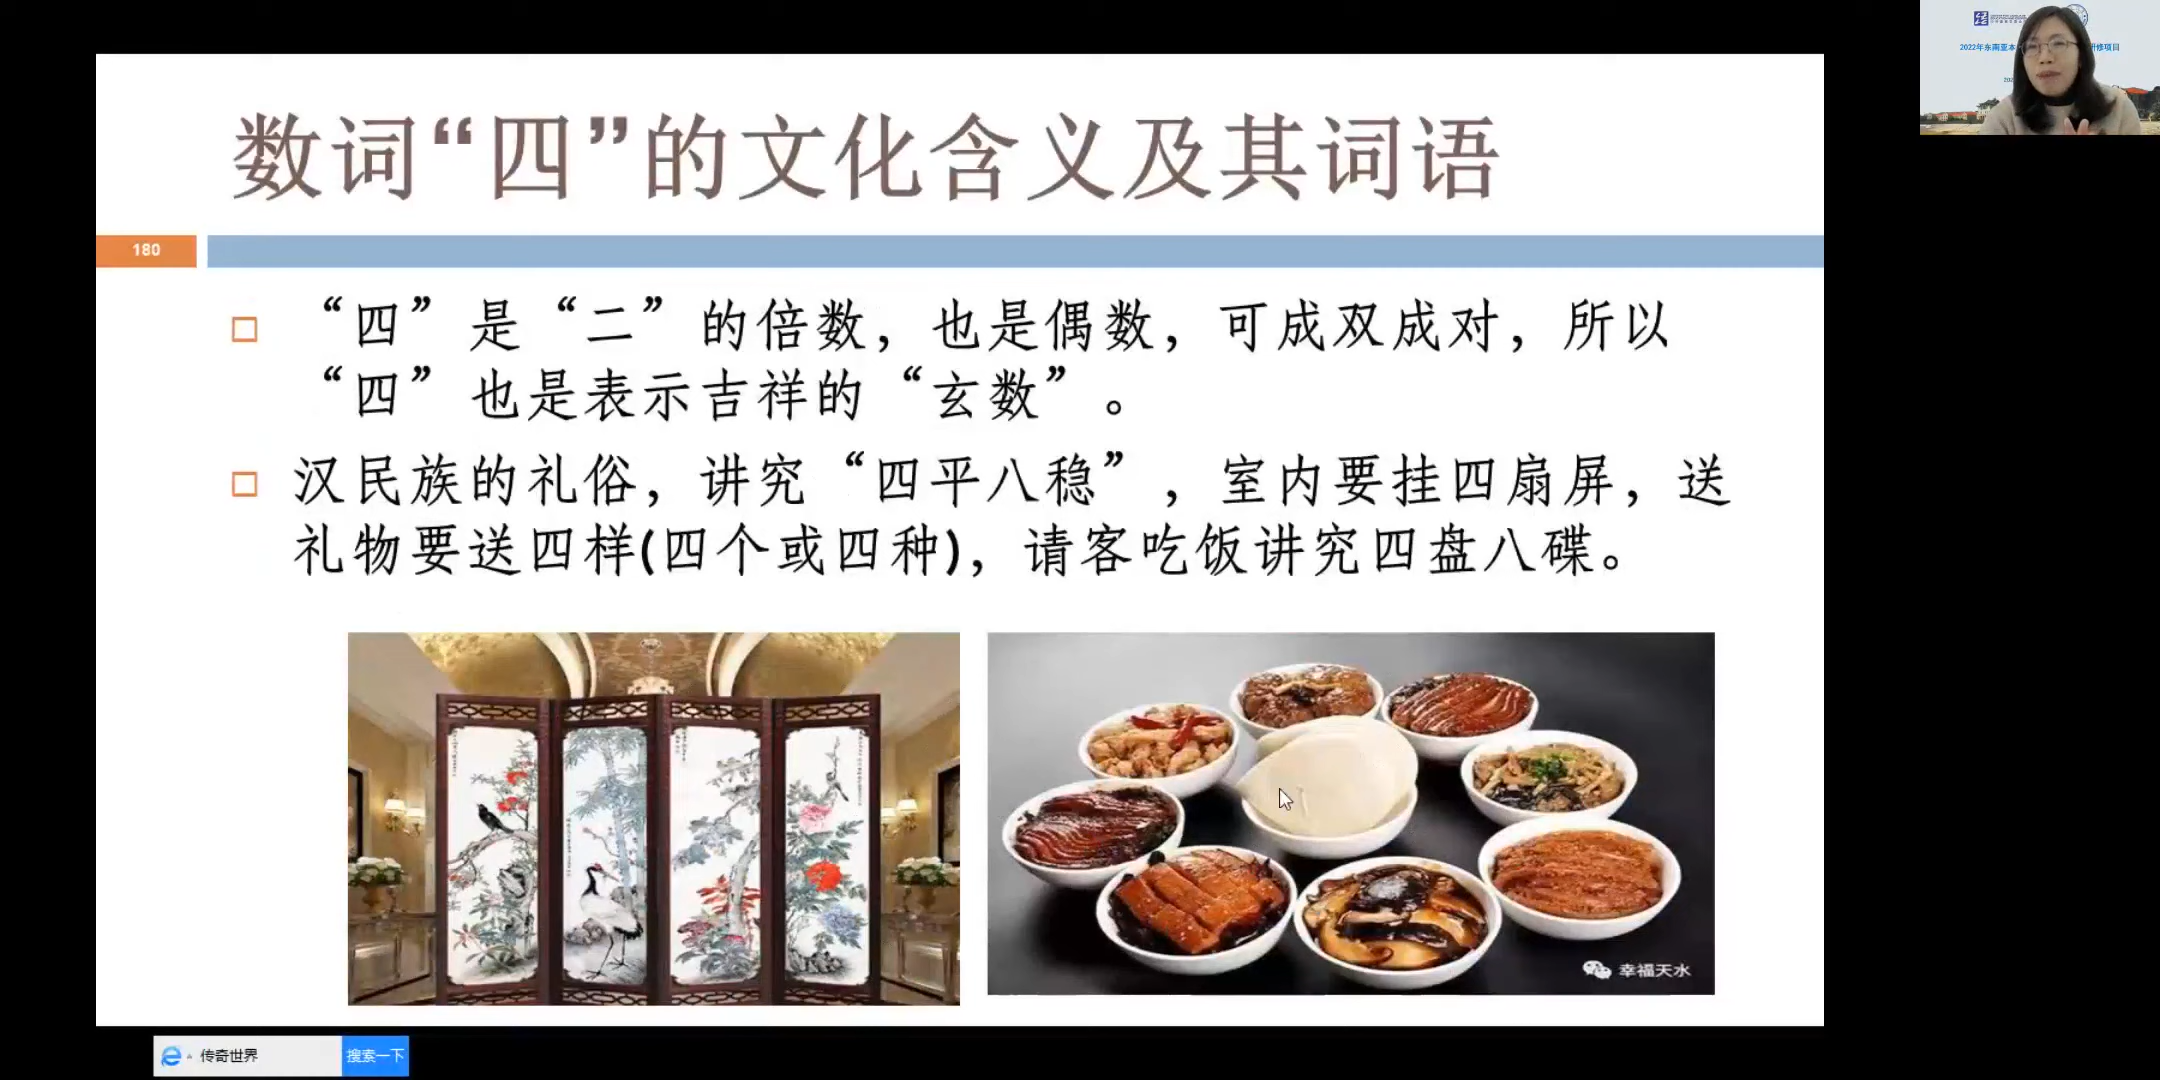 数词“四”的文化含义及其词语
180
“四”是“二”的倍数，也是偶数，可成双成对，所以
“四”也是表示吉祥的“玄数”。
汉民族的礼俗，讲究“四平八稳”，室内要挂四扇屏，送
礼物要送四样(四个或四种)，请客吃饭讲究四盘八碟。
幸福天水
传奇世界
搜索一下
2022年东南亚本
研修项目